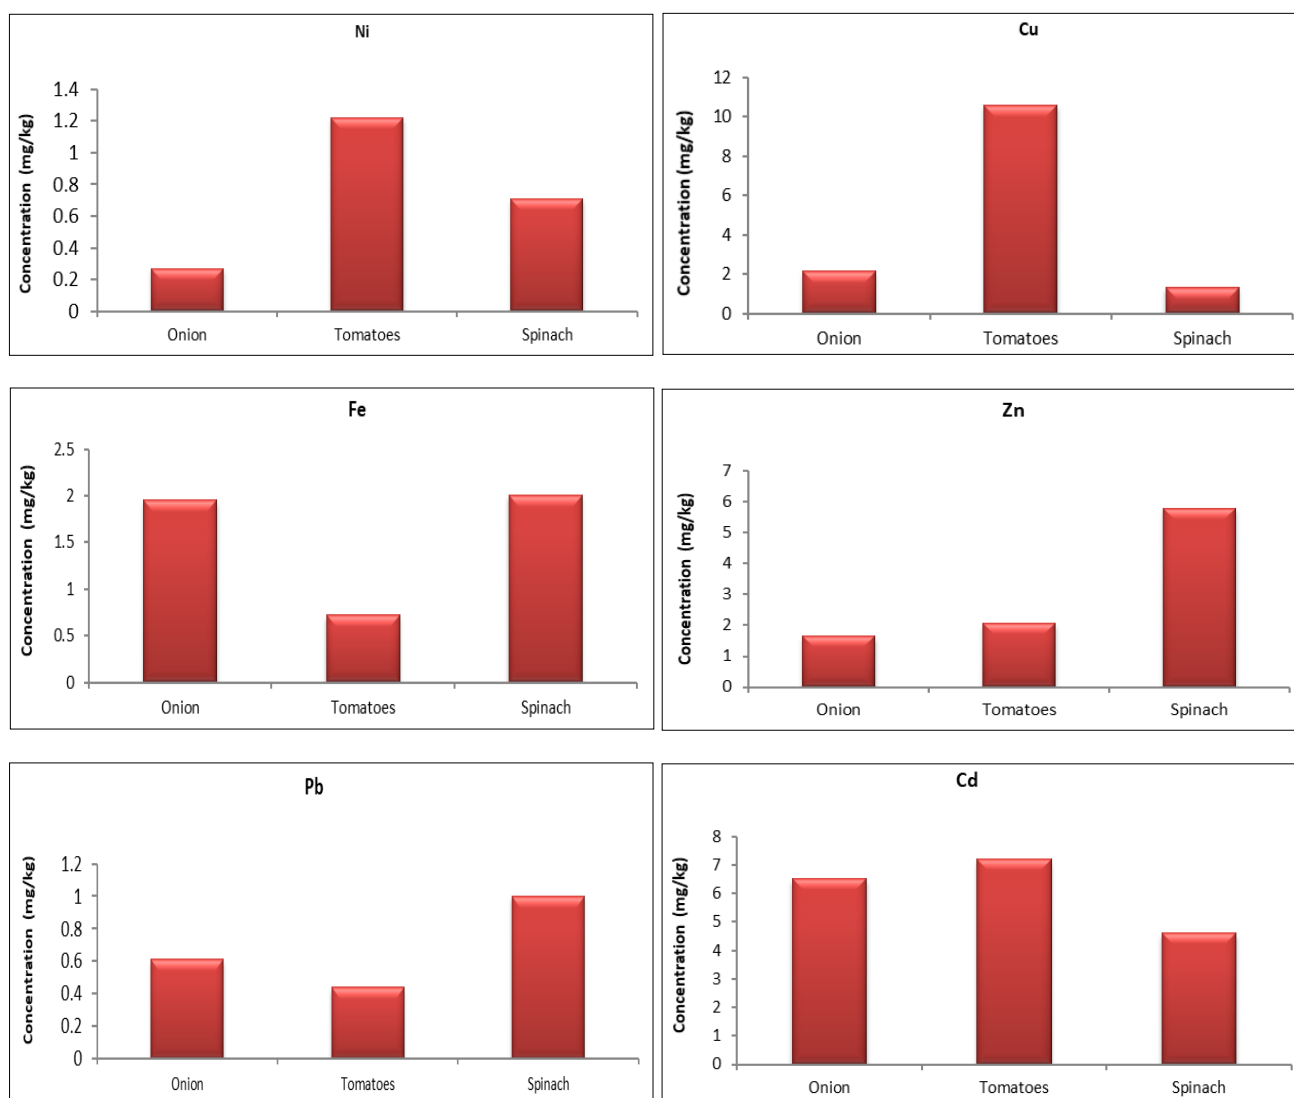 Ni
Concentration (mg/kg)
1.4
1.2
1
0.8
0.6
0.4
0.2
0
Onion Tomatoes Spinach
Cu
Concentration (mg/kg)
12
10
8
6
4
2
0
Onion Tomatoes Spinach
Fe
Concentration (mg/kg)
2.5
2
1.5
1
0.5
0
Onion Tomatoes Spinach
Zn
Concentration (mg/kg)
7
6
5
4
3
2
1
0
Onion Tomatoes Spinach
Pb
Concentration (mg/kg)
1.2
1
0.8
0.6
0.4
0.2
0
Onion Tomatoes Spinach
Cd
Concentration (mg/kg)
8
7
6
5
4
3
2
1
0
Onion Tomatoes Spinach